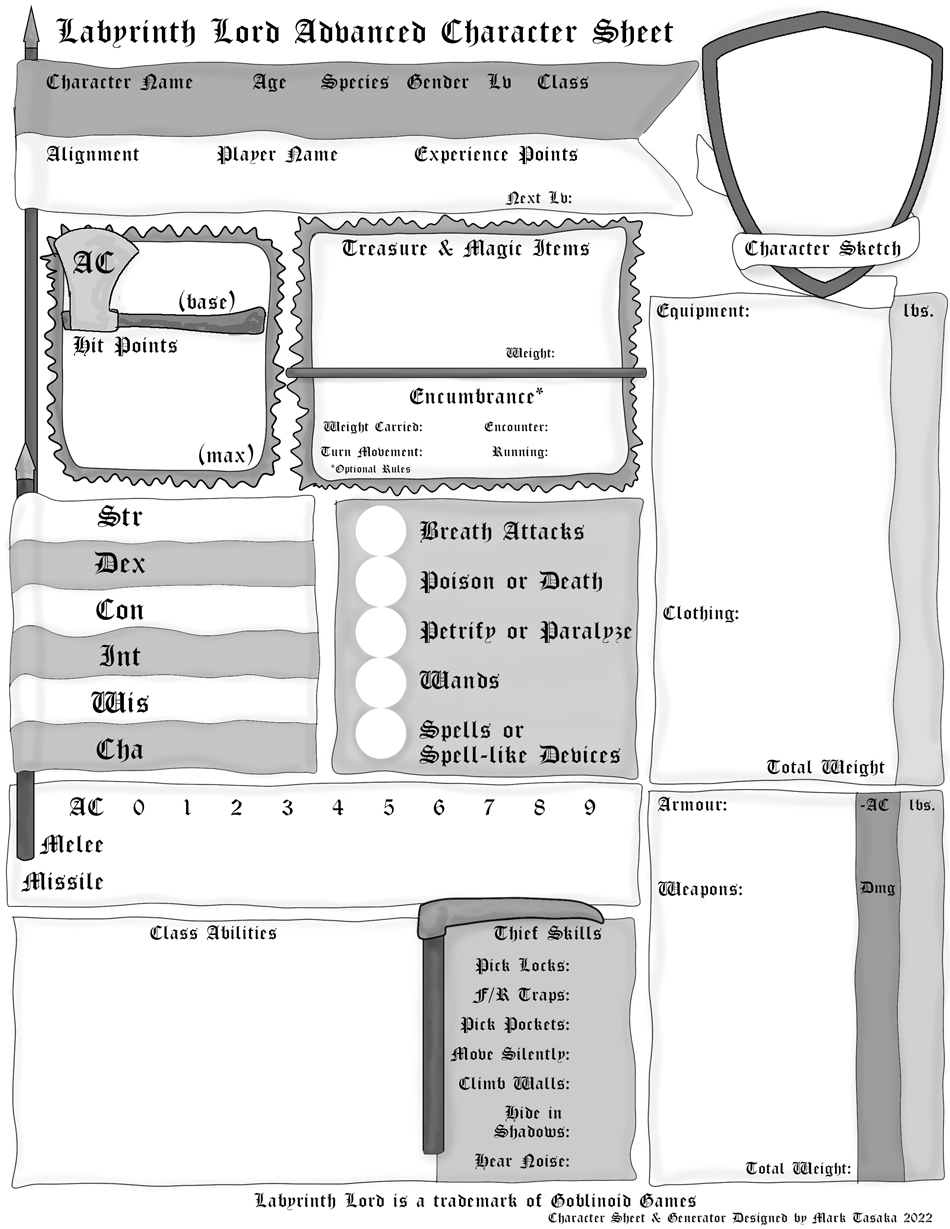 Labyrinth Lord Advanced Character Sheet
Character Name Age Species Gender Lv Class
Alignment Player Name Experience Points
Next Lv:
Character Sketch
AC
(base)
Hit Points
(max)
Treasure & Magic Items
Weight:
Encumbrance*
Weight Carried: Encounter:
Turn Movement: Running:
*Optional Rules
Equipment: lbs.
Clothing:
Total Weight
Str
Dex
Con
Int
Wis
Cha
Breath Attacks
Poison or Death
Petrify or Paralyze
Wands
Spells or
Spell-like Devices
AC 0 1 2 3 4 5 6 7 8 9
Melee
Missile
Armour: -AC lbs.
Weapons: Dmg
Total Weight:
Class Abilities
Thief Skills
Pick Locks:
F/R Traps:
Pick Pockets:
Move Silently:
Climb Walls:
Hide in
Shadows:
Hear Noise:
Labyrinth Lord is a trademark of Goblinoid Games
Character Sheet & Generator Designed by Mark Tasaka 2022